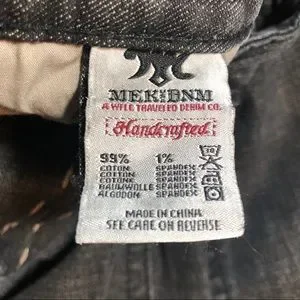 MEK DNM
A WELL TRAVELED DENIM CO.
Handcrafted
99% 1%
COTON SPANDEX
COTTON SPANDEX
COTONE SPANDEX
BAUMWOLLE SPANDEX
ALGODON SPANDEX
MADE IN CHINA
SEE CARE ON REVERSE